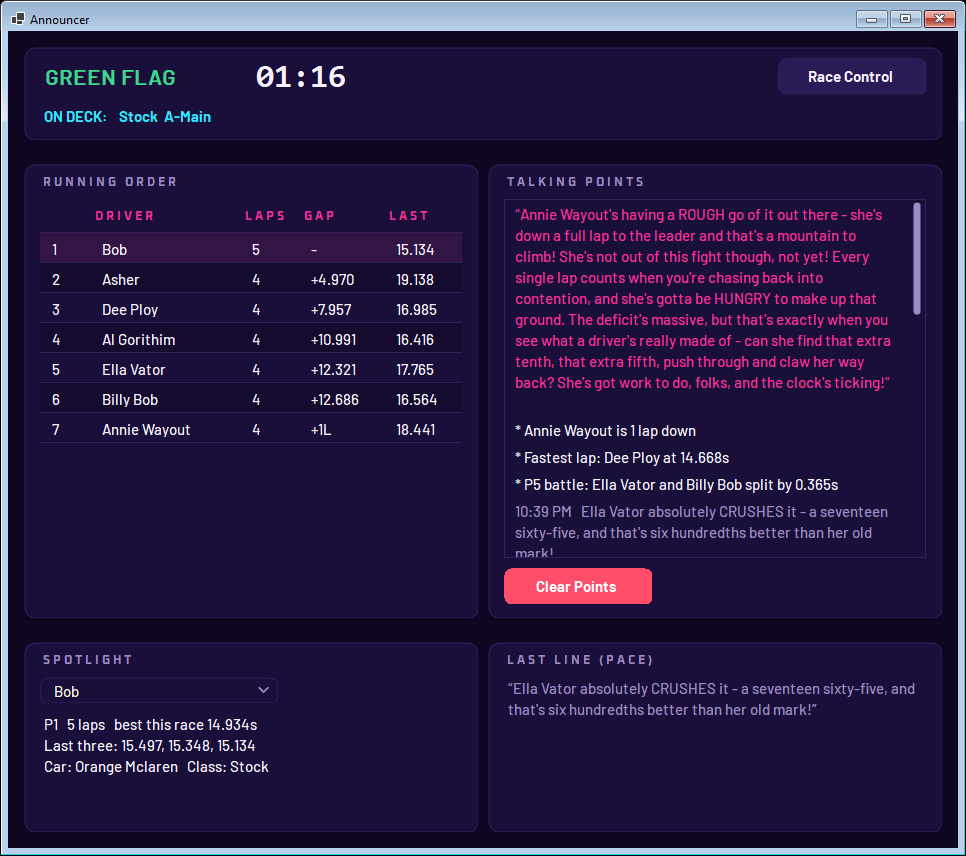 Announcer
GREEN FLAG 01:16 Race Control
ON DECK: Stock A-Main
RUNNING ORDER
DRIVER LAPS GAP LAST
1 Bob 5 - 15.134
2 Asher 4 +4.970 19.138
3 Dee Ploy 4 +7.957 16.985
4 Al Gorithim 4 +10.991 16.416
5 Ella Vator 4 +12.321 17.765
6 Billy Bob 4 +12.686 16.564
7 Annie Wayout 4 +1L 18.441
TALKING POINTS
“Annie Wayout's having a ROUGH go of it out there - she's
down a full lap to the leader and that's a mountain to
climb! She's not out of this fight though, not yet! Every
single lap counts when you're chasing back into
contention, and she's gotta be HUNGRY to make up that
ground. The deficit's massive, but that's exactly when you
see what a driver's really made of - can she find that extra
tenth, that extra fifth, push through and claw her way
back? She's got work to do, folks, and the clock's ticking!”
* Annie Wayout is 1 lap down
* Fastest lap: Dee Ploy at 14.668s
* P5 battle: Ella Vator and Billy Bob split by 0.365s
10:39 PM Ella Vator absolutely CRUSHES it - a seventeen
sixty-five, and that's six hundredths better than her old
mark!
Clear Points
SPOTLIGHT
Bob
P1 5 laps best this race 14.934s
Last three: 15.497, 15.348, 15.134
Car: Orange Mclaren Class: Stock
LAST LINE (PACE)
“Ella Vator absolutely CRUSHES it - a seventeen sixty-five, and
that's six hundredths better than her old mark!”